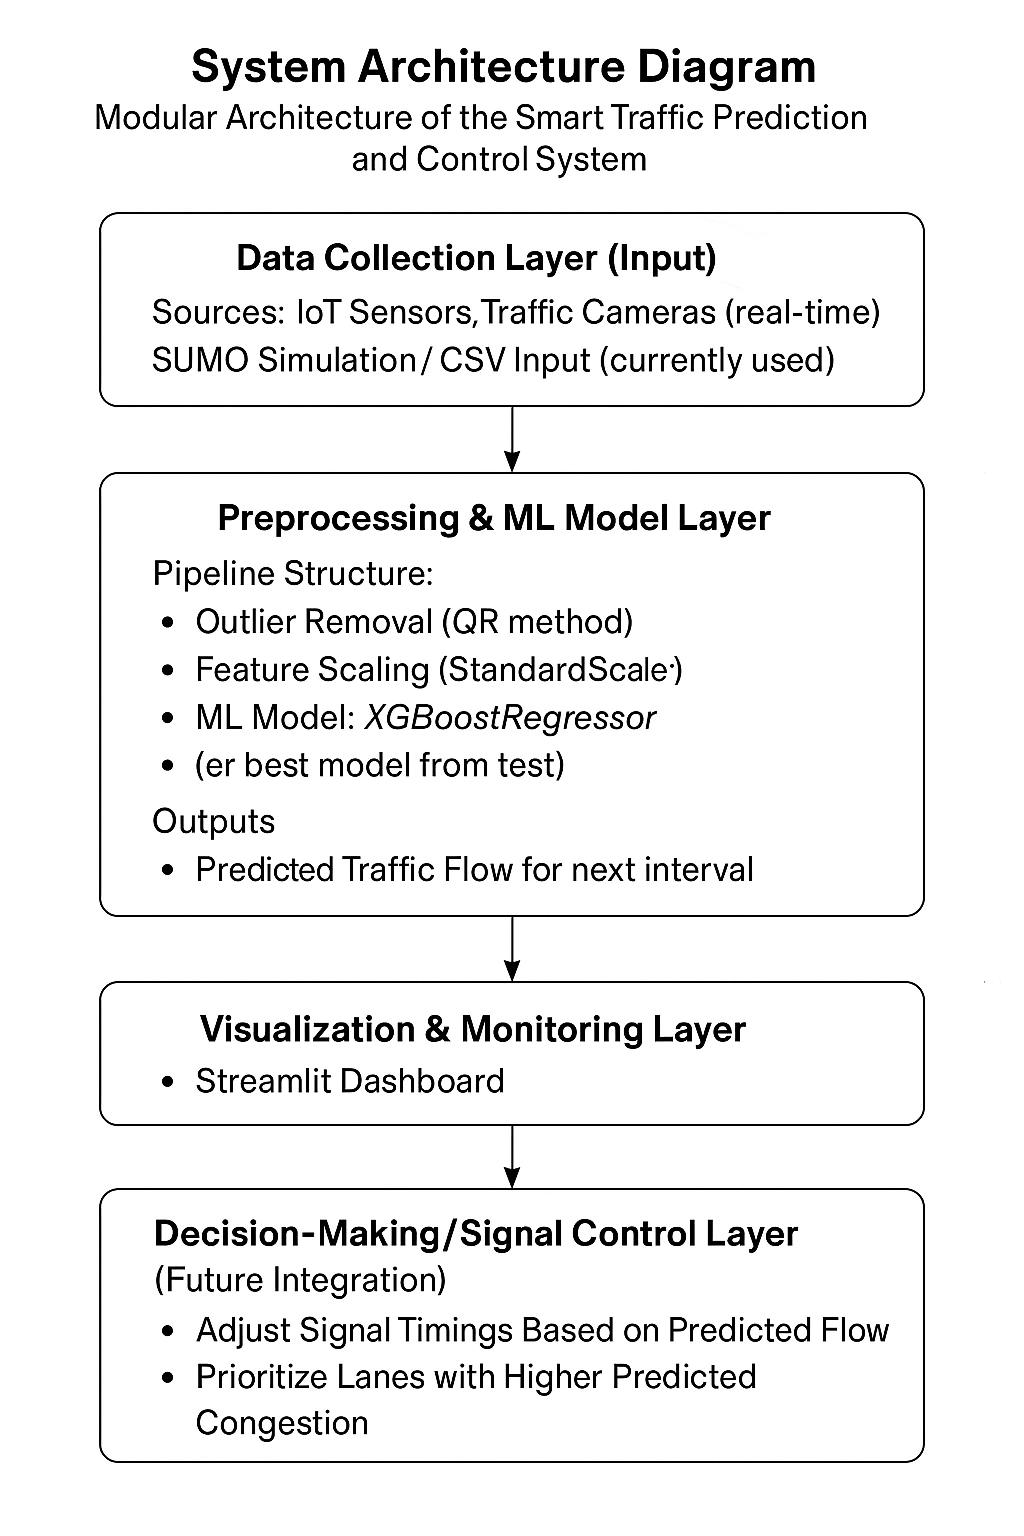 System Architecture Diagram
Modular Architecture of the Smart Traffic Prediction
and Control System
Data Collection Layer (Input)
Sources: IoT Sensors, Traffic Cameras (real-time)
SUMO Simulation / CSV Input (currently used)
Preprocessing & ML Model Layer
Pipeline Structure:
• Outlier Removal (QR method)
• Feature Scaling (StandardScale·)
• ML Model: XGBoostRegressor
• (er best model from test)
Outputs
• Predicted Traffic Flow for next interval
Visualization & Monitoring Layer
• Streamlit Dashboard
Decision-Making/Signal Control Layer
(Future Integration)
• Adjust Signal Timings Based on Predicted Flow
• Prioritize Lanes with Higher Predicted
Congestion